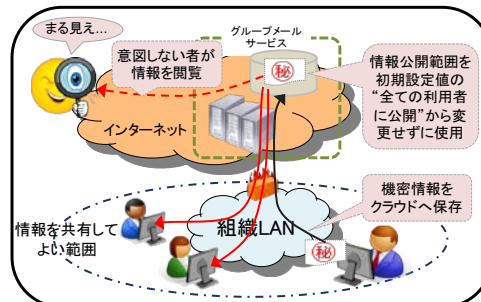 まる見え…
グループメール
サービス
意図しない者が
情報を閲覧
㊙
情報公開範囲を
初期設定値の
“全ての利用者
に公開”から変
更せずに使用
インターネット
機密情報を
クラウドへ保存
情報を共有して
よい範囲
組織LAN
㊙